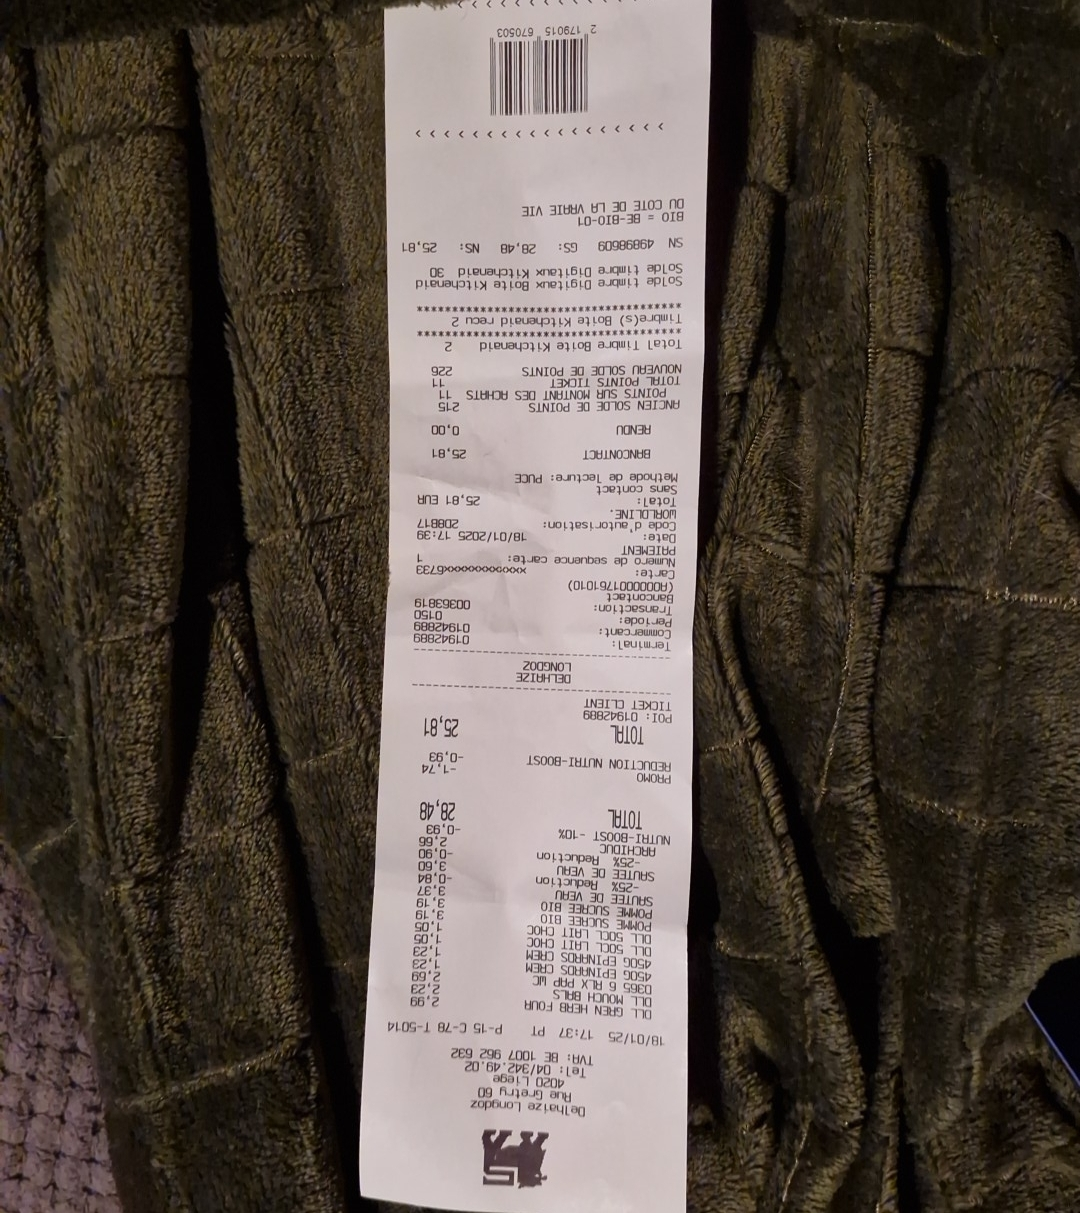 Delhaize Longdoz
Rue Gretry 60
4020 Liege
Tel: 04/342.49.02
TVA: BE 1007 962 632
18/01/25 17:37 PT P-15 C-78 T-5014
DLL GREN HERB FOUR 2,99
DLL MOUCH BALS 2,23
D365 6 RLX PAP WC 2,69
450G EPINARDS CREM 1,23
450G EPINARDS CREM 1,23
DLL 50CL LAIT CHOC 1,05
DLL 50CL LAIT CHOC 1,05
POMME SUCREE BIO 3,19
POMME SUCREE BIO 3,19
SAUTEE DE VEAU 3,37
-25% Reduction -0,84
SAUTEE DE VEAU 3,60
-25% Reduction -0,90
ARCHIDUC 2,66
NUTRI-BOOST -10% -0,93
TOTAL 28,48
PROMO -1,74
REDUCTION NUTRI-BOOST -0,93
TOTAL 25,81
POI: 01942889
TICKET CLIENT
--------------------------------
DELHAIZE
LONGDOZ
--------------------------------
Terminal: 01942889
Commercant: 01942889
Periode: 0150
Transaction: 00363819
Bancontact
(A0000001761010)
Carte: xxxxxxxxxxxxx6733
Numero de sequence carte: 1
PAIEMENT
Date: 18/01/2025 17:39
Code d'autorisation: 208817
WORLDLINE.
Total: 25,81 EUR
Sans contact
Methode de lecture: PUCE
BANCONTACT 25,81
RENDU 0,00
ANCIEN SOLDE DE POINTS 215
POINTS SUR MONTANT DES ACHATS 11
TOTAL POINTS TICKET 11
NOUVEAU SOLDE DE POINTS 226
Total Timbre Boite Kitchenaid 2
************************************
Timbre(s) Boite Kitchenaid recu 2
************************************
Solde timbre Digitaux Boite Kitchenaid
Solde timbre Digitaux Kitchenaid 30
SN 49898609 GS: 28,48 NS: 25,81
BIO = BE-BIO-01
DU COTE DE LA VRAIE VIE
2 179015 670503